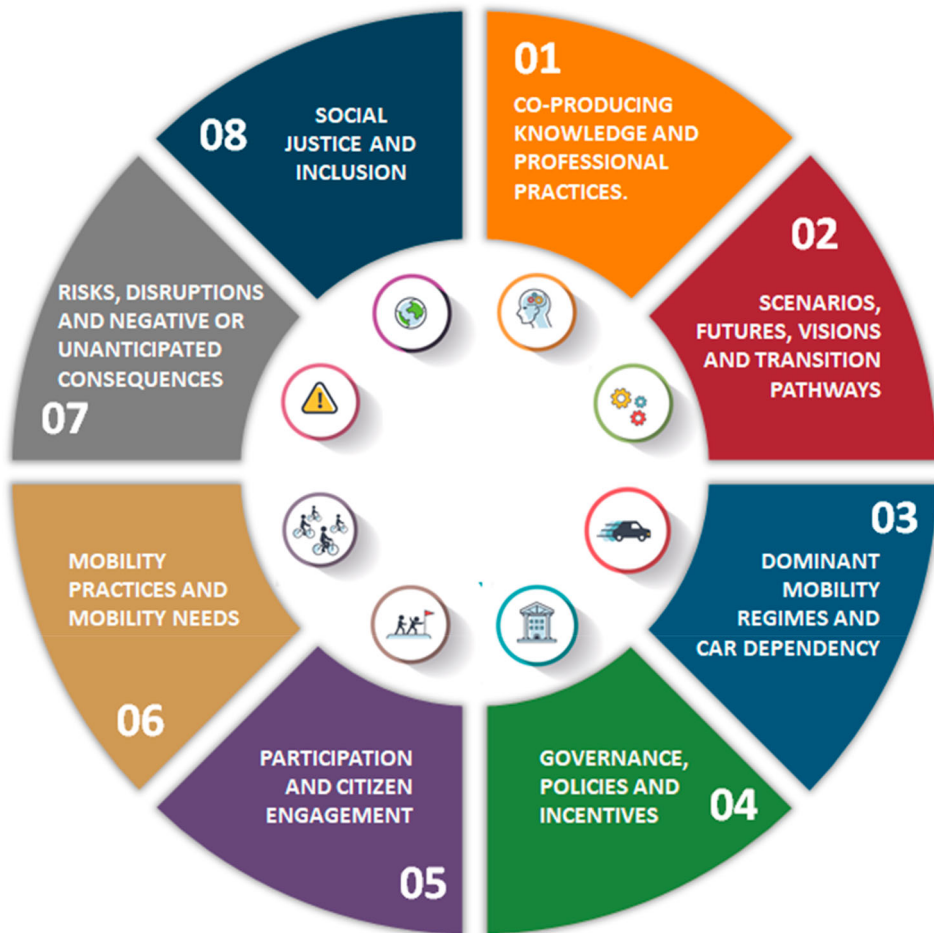 01
CO-PRODUCING
KNOWLEDGE AND
PROFESSIONAL
PRACTICES.
02
SCENARIOS,
FUTURES, VISIONS
AND TRANSITION
PATHWAYS
03
DOMINANT
MOBILITY
REGIMES AND
CAR DEPENDENCY
GOVERNANCE,
POLICIES AND
INCENTIVES
04
PARTICIPATION
AND CITIZEN
ENGAGEMENT
05
MOBILITY
PRACTICES AND
MOBILITY NEEDS
06
RISKS, DISRUPTIONS
AND NEGATIVE OR
UNANTICIPATED
CONSEQUENCES
07
08
SOCIAL
JUSTICE AND
INCLUSION